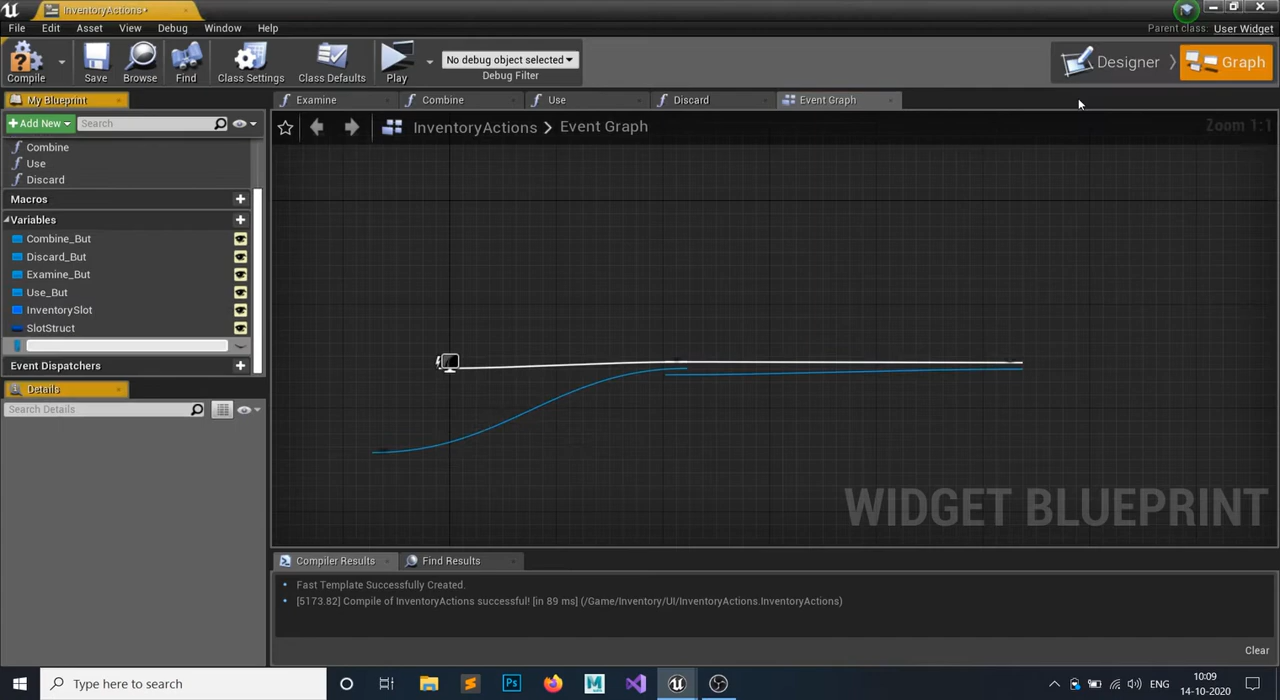 InventoryActions*
File Edit Asset View Debug Window Help
Parent class: User Widget
Compile Save Browse Find Class Settings Class Defaults Play
No debug object selected
Debug Filter
Designer Graph
My Blueprint
Examine Combine Use Discard Event Graph
+Add New Search
InventoryActions > Event Graph
Zoom 1:1
Combine
Use
Discard
Macros
Variables
Combine_But
Discard_But
Examine_But
Use_But
InventorySlot
SlotStruct
Event Dispatchers
Details
Search Details
WIDGET BLUEPRINT
Compiler Results Find Results
Fast Template Successfully Created.
[5173.82] Compile of InventoryActions successful! [in 89 ms] (/Game/Inventory/UI/InventoryActions.InventoryActions)
Clear
Type here to search
ENG
10:09
14-10-2020